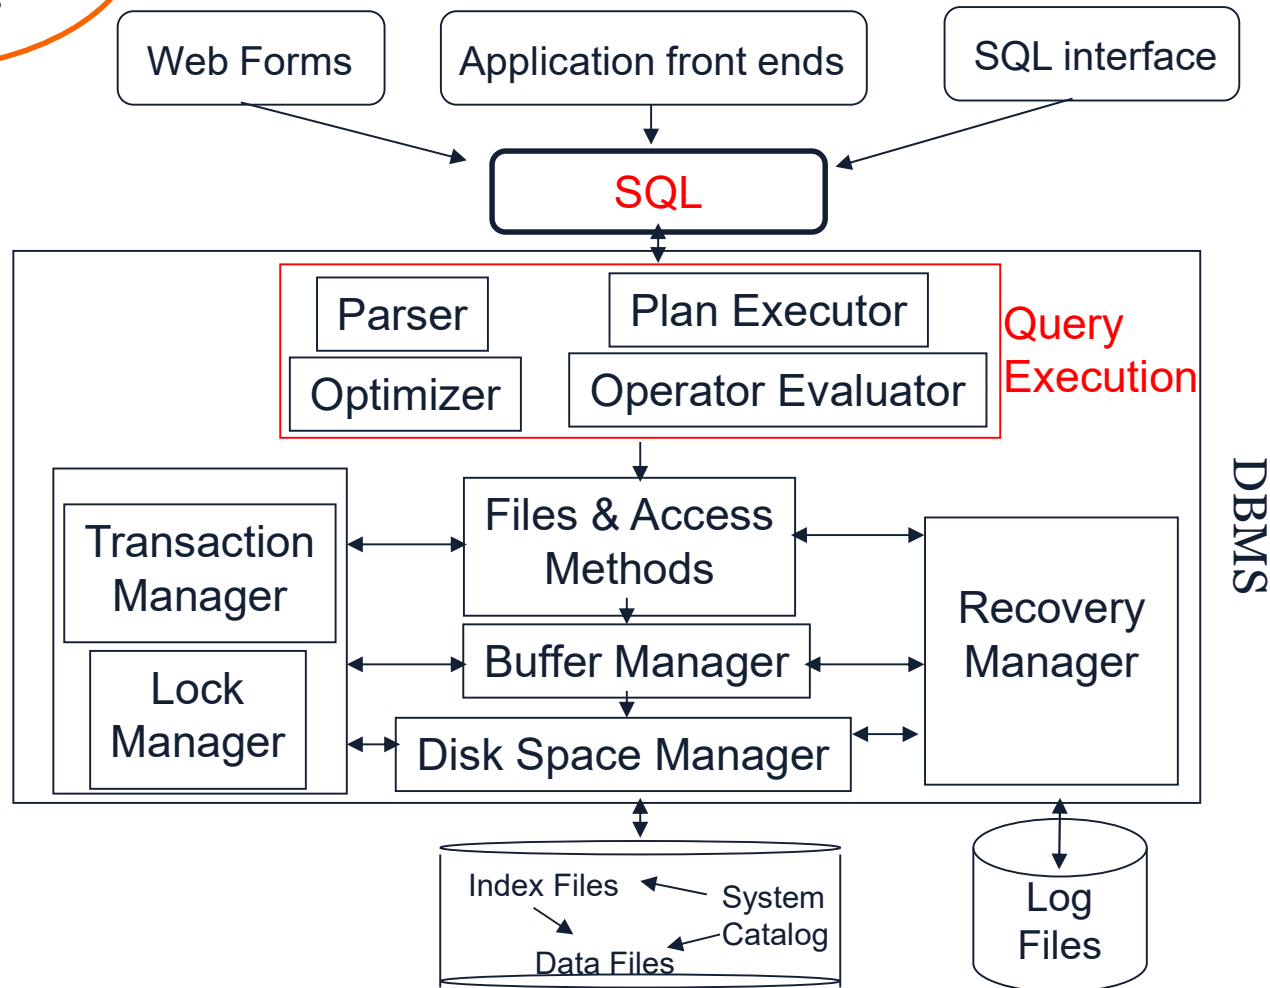 Web Forms
Application front ends
SQL interface
SQL
Parser
Plan Executor
Optimizer
Operator Evaluator
Query
Execution
DBMS
Transaction
Manager
Files & Access
Methods
Recovery
Manager
Lock
Manager
Buffer Manager
Disk Space Manager
Index Files
System
Catalog
Data Files
Log
Files